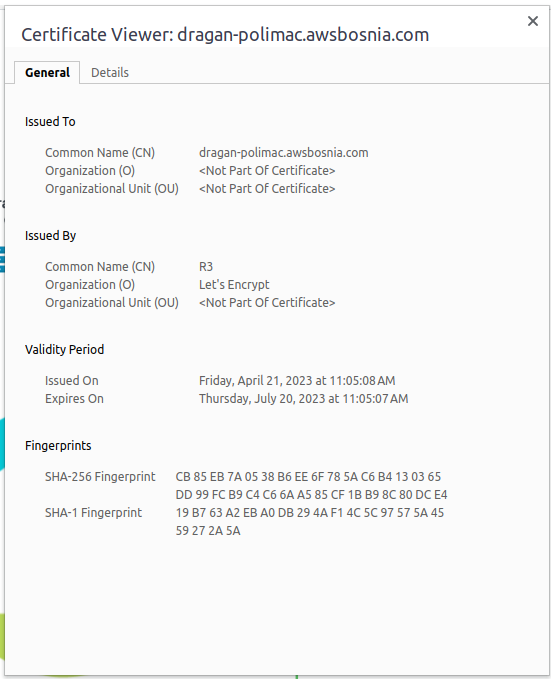 Certificate Viewer: dragan-polimac.awsbosnia.com
General Details
Issued To
Common Name (CN) dragan-polimac.awsbosnia.com
Organization (O) <Not Part Of Certificate>
Organizational Unit (OU) <Not Part Of Certificate>
Issued By
Common Name (CN) R3
Organization (O) Let's Encrypt
Organizational Unit (OU) <Not Part Of Certificate>
Validity Period
Issued On Friday, April 21, 2023 at 11:05:08 AM
Expires On Thursday, July 20, 2023 at 11:05:07 AM
Fingerprints
SHA-256 Fingerprint CB 85 EB 7A 05 38 B6 EE 6F 78 5A C6 B4 13 03 65
DD 99 FC B9 C4 C6 6A A5 85 CF 1B B9 8C 80 DC E4
SHA-1 Fingerprint 19 B7 63 A2 EB A0 DB 29 4A F1 4C 5C 97 57 5A 45
59 27 2A 5A